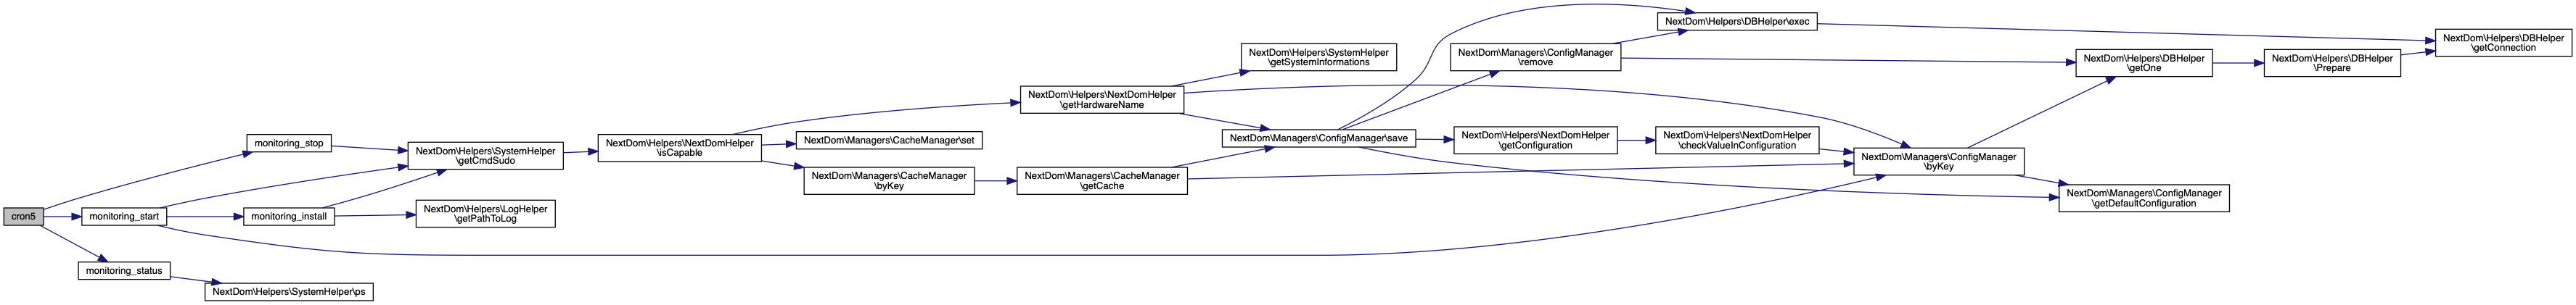 cron5
monitoring_stop
monitoring_start
monitoring_status
monitoring_install
NextDom\Helpers\SystemHelper\ps
NextDom\Helpers\SystemHelper
\getCmdSudo
NextDom\Helpers\LogHelper
\getPathToLog
NextDom\Helpers\NextDomHelper
\isCapable
NextDom\Managers\CacheManager\set
NextDom\Managers\CacheManager
\byKey
NextDom\Helpers\NextDomHelper
\getHardwareName
NextDom\Managers\CacheManager
\getCache
NextDom\Helpers\SystemHelper
\getSystemInformations
NextDom\Managers\ConfigManager\save
NextDom\Managers\ConfigManager
\remove
NextDom\Helpers\NextDomHelper
\getConfiguration
NextDom\Helpers\DBHelper\exec
NextDom\Helpers\NextDomHelper
\checkValueInConfiguration
NextDom\Managers\ConfigManager
\byKey
NextDom\Helpers\DBHelper
\getOne
NextDom\Managers\ConfigManager
\getDefaultConfiguration
NextDom\Helpers\DBHelper
\Prepare
NextDom\Helpers\DBHelper
\getConnection